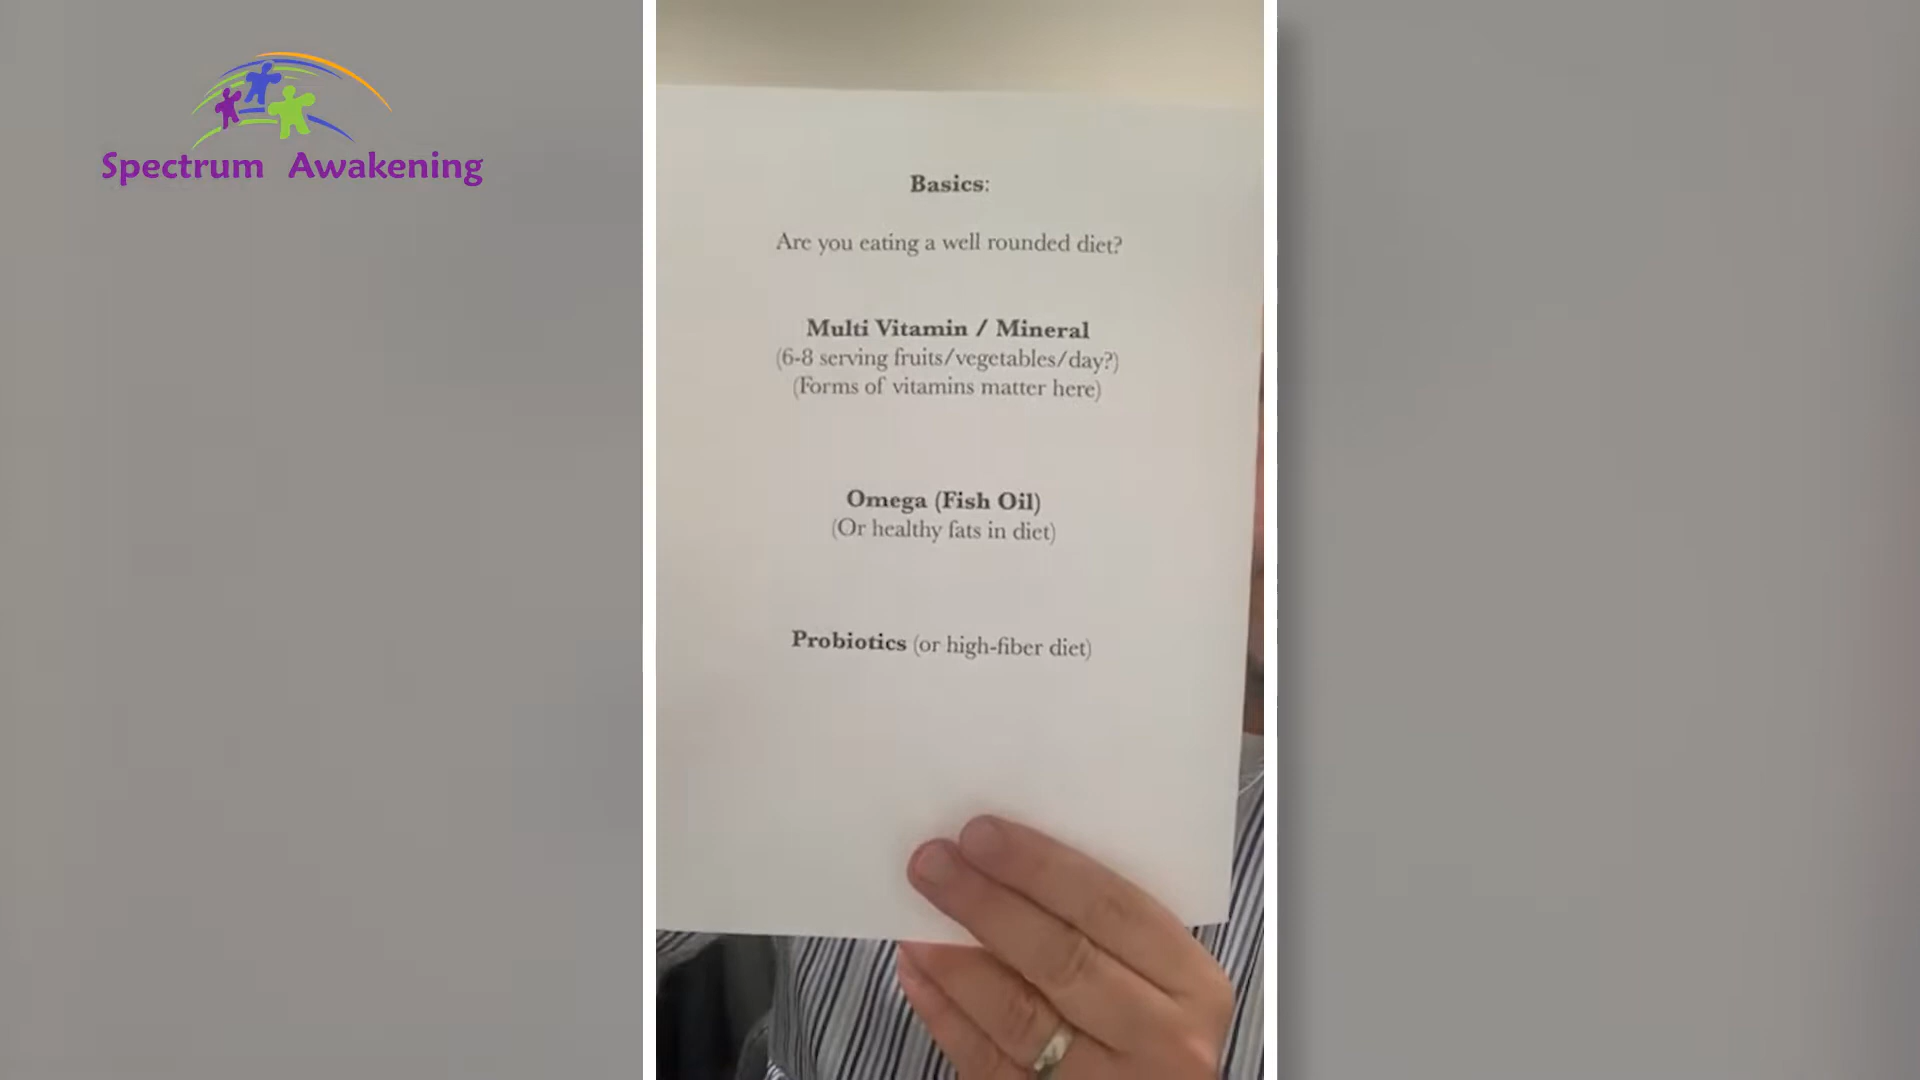 Spectrum Awakening
Basics:
Are you eating a well rounded diet?
Multi Vitamin / Mineral
(6-8 serving fruits/vegetables/day?)
(Forms of vitamins matter here)
Omega (Fish Oil)
(Or healthy fats in diet)
Probiotics (or high-fiber diet)